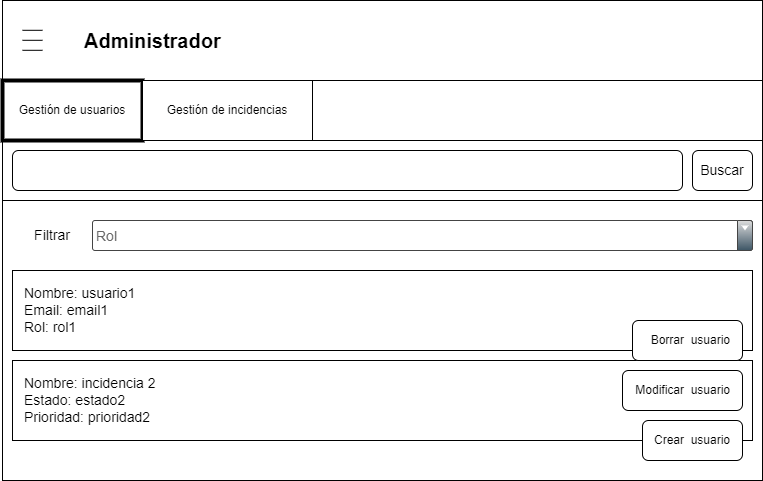 Administrador
Gestión de usuarios
Gestión de incidencias
Buscar
Filtrar
Rol
Nombre: usuario1
Email: email1
Rol: rol1
Borrar usuario
Nombre: incidencia 2
Estado: estado2
Prioridad: prioridad2
Modificar usuario
Crear usuario